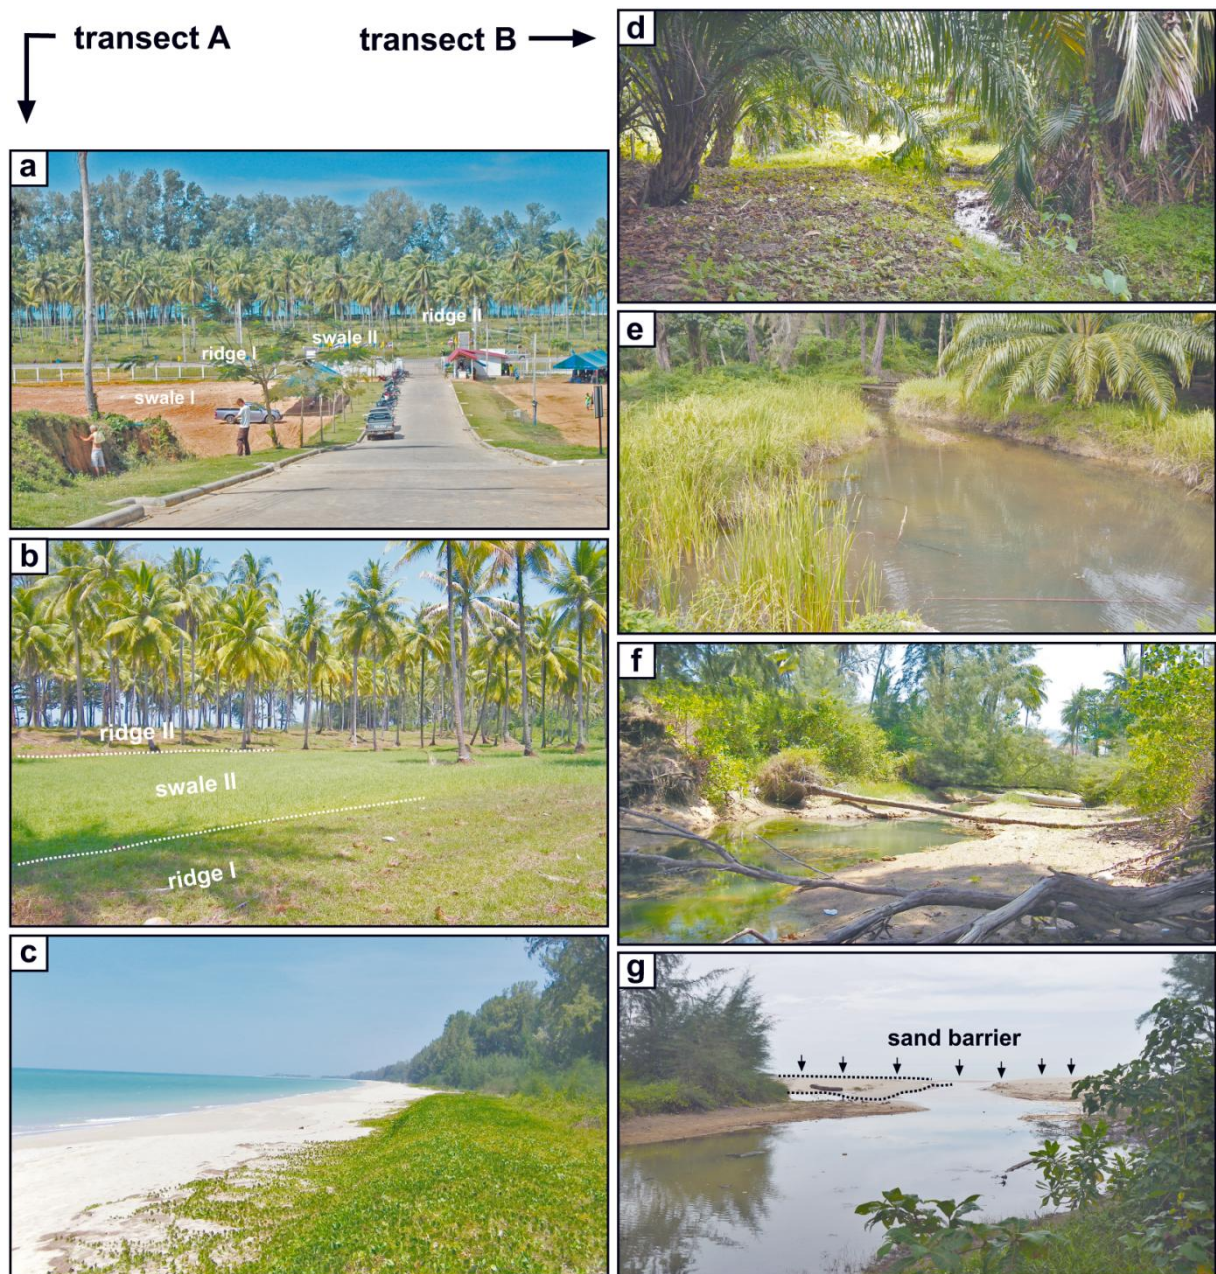 transect A
transect B
a
ridge II
swale II
ridge I
swale I
b
ridge II
swale II
ridge I
c
d
e
f
g
sand barrier